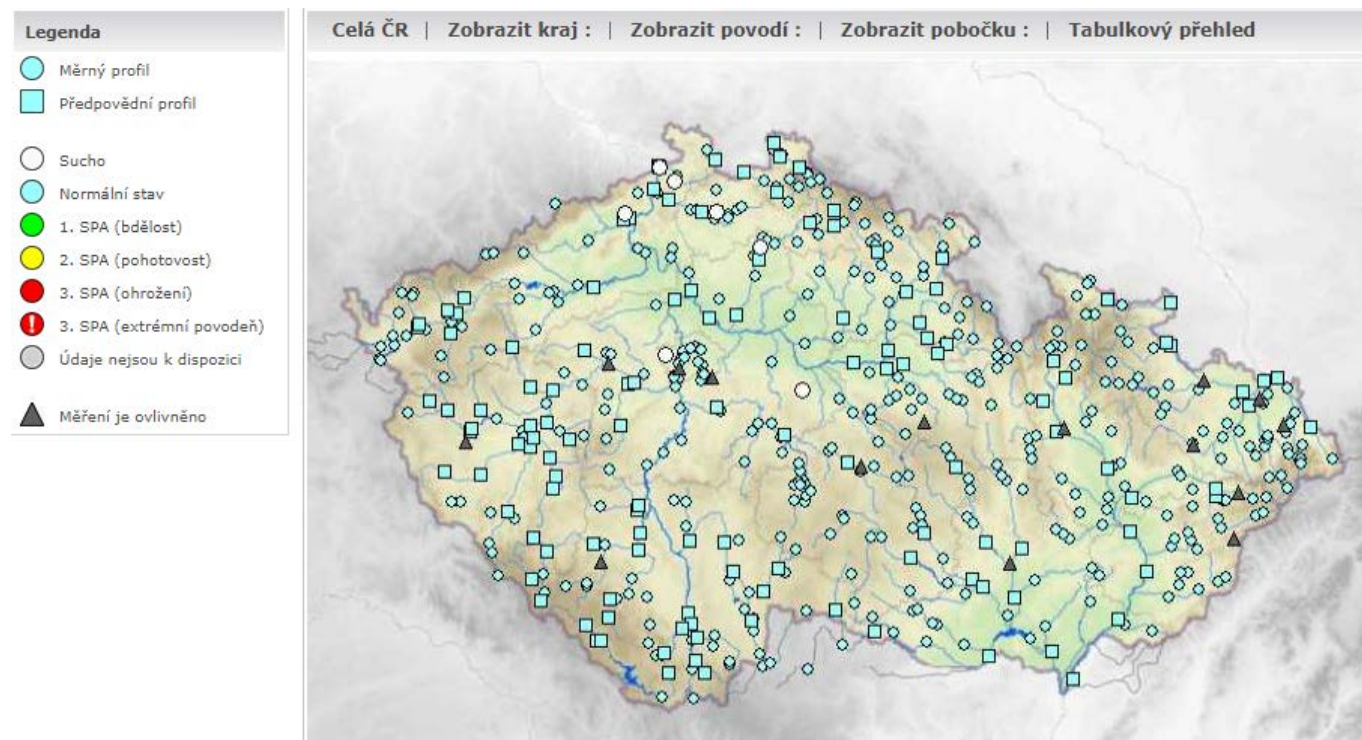 Legenda
Měrný profil
Předpovědní profil
Sucho
Normální stav
1. SPA (bdělost)
2. SPA (pohotovost)
3. SPA (ohrožení)
3. SPA (extrémní povodeň)
Údaje nejsou k dispozici
Měření je ovlivněno
Celá ČR | Zobrazit kraj : | Zobrazit povodí : | Zobrazit pobočku : | Tabulkový přehled